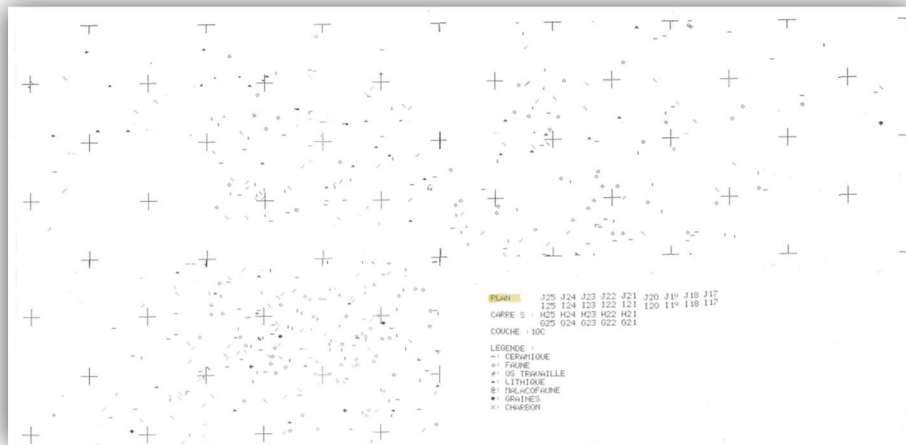 PLAN J25 J24 J23 J22 J21 J20 J19 J18 J17
I25 I24 I23 I22 I21 I20 I19 I18 I17
CARRE S : H25 H24 H23 H22 H21
G25 G24 G23 G22 G21
COUCHE : 10C
LEGENDE :
-: CERAMIQUE
FAUNE
OS TRAVAILLE
LITHIQUE
MALACOFAUNE
GRAINES
×: CHARBON